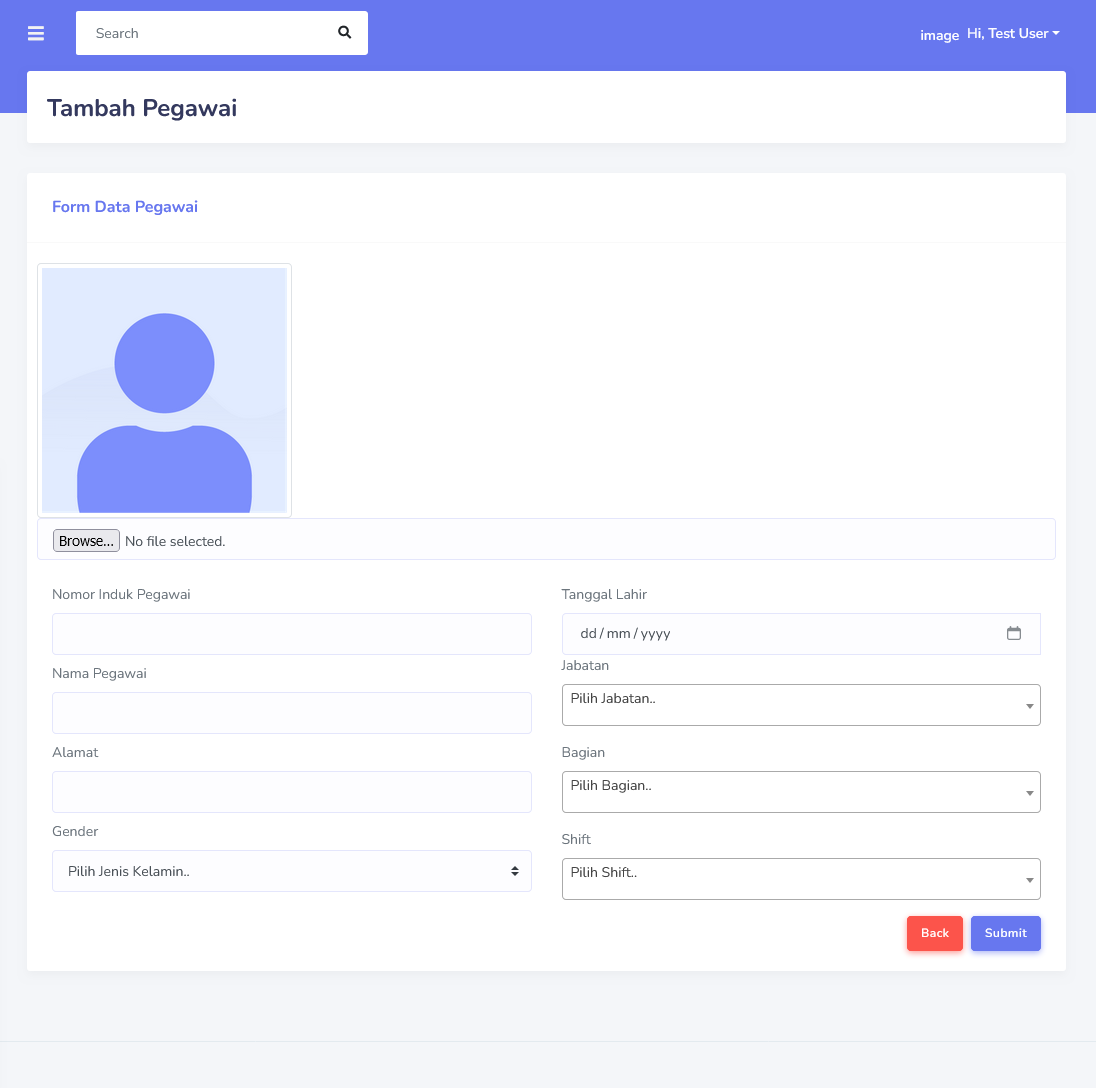 Search
image Hi, Test User
Tambah Pegawai
Form Data Pegawai
Browse... No file selected.
Nomor Induk Pegawai
Nama Pegawai
Alamat
Gender
Pilih Jenis Kelamin..
Tanggal Lahir
dd / mm / yyyy
Jabatan
Pilih Jabatan..
Bagian
Pilih Bagian..
Shift
Pilih Shift..
Back Submit